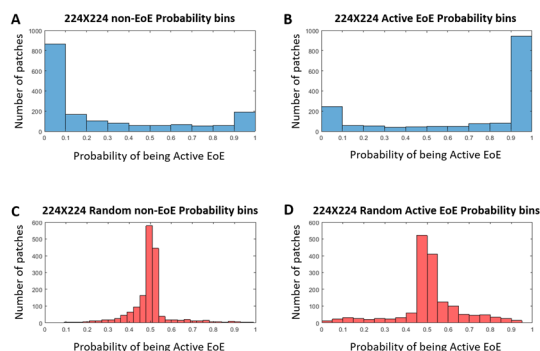 A
224X224 non-EoE Probability bins
Number of patches
1000
800
600
400
200
0
0 0.1 0.2 0.3 0.4 0.5 0.6 0.7 0.8 0.9 1
Probability of being Active EoE
B
224X224 Active EoE Probability bins
Number of patches
1000
800
600
400
200
0
0 0.1 0.2 0.3 0.4 0.5 0.6 0.7 0.8 0.9 1
Probability of being Active EoE
C
224X224 Random non-EoE Probability bins
Number of patches
600
500
400
300
200
100
0
0 0.1 0.2 0.3 0.4 0.5 0.6 0.7 0.8 0.9 1
Probability of being Active EoE
D
224X224 Random Active EoE Probability bins
Number of patches
600
500
400
300
200
100
0
0 0.1 0.2 0.3 0.4 0.5 0.6 0.7 0.8 0.9 1
Probability of being Active EoE